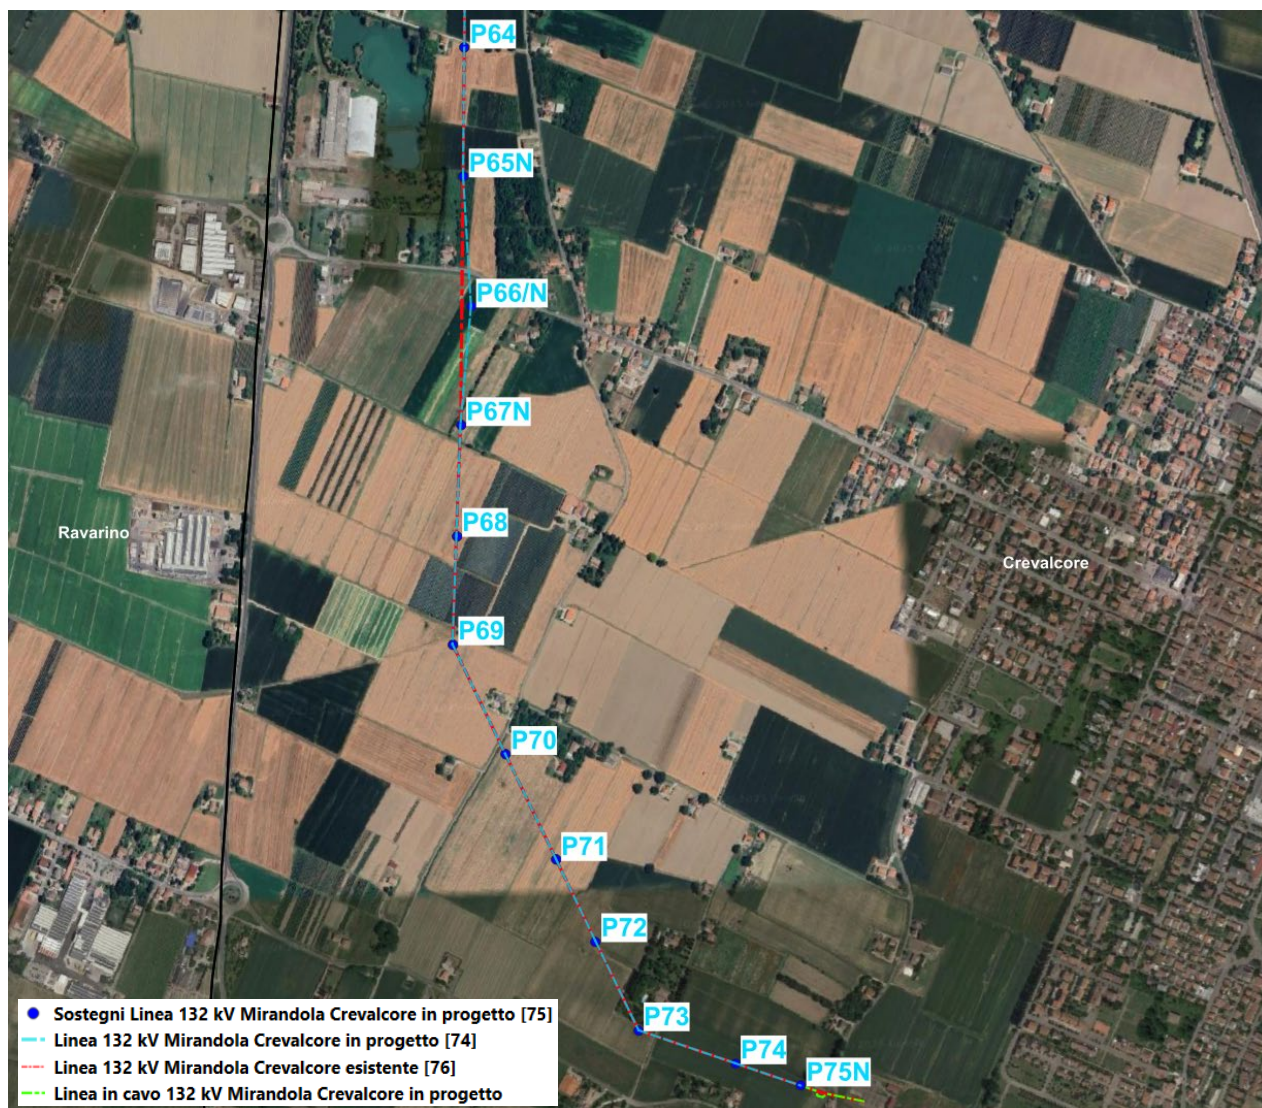 P64
P65N
P66/N
P67N
P68
Ravarino
Crevalcore
P69
P70
P71
P72
P73
P74
P75N
Sostegni Linea 132 kV Mirandola Crevalcore in progetto [75]
Linea 132 kV Mirandola Crevalcore in progetto [74]
Linea 132 kV Mirandola Crevalcore esistente [76]
Linea in cavo 132 kV Mirandola Crevalcore in progetto